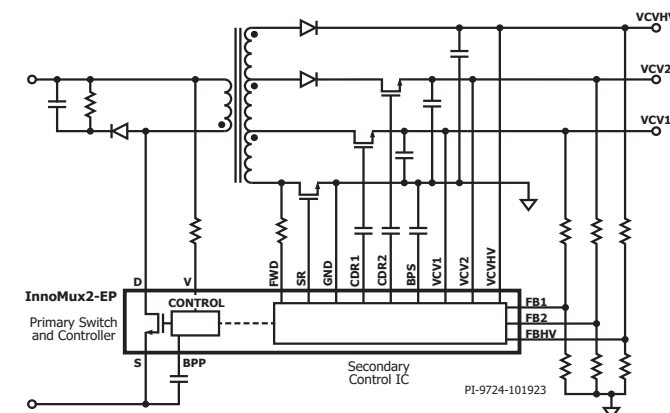 VCVHV
VCV2
VCV1
FWD
SR
GND
CDR1
CDR2
BPS
VCV1
VCV2
VCVHV
D
V
InnoMux2-EP
CONTROL
Primary Switch
and Controller
FB1
FB2
FBHV
S
BPP
Secondary
Control IC
PI-9724-101923